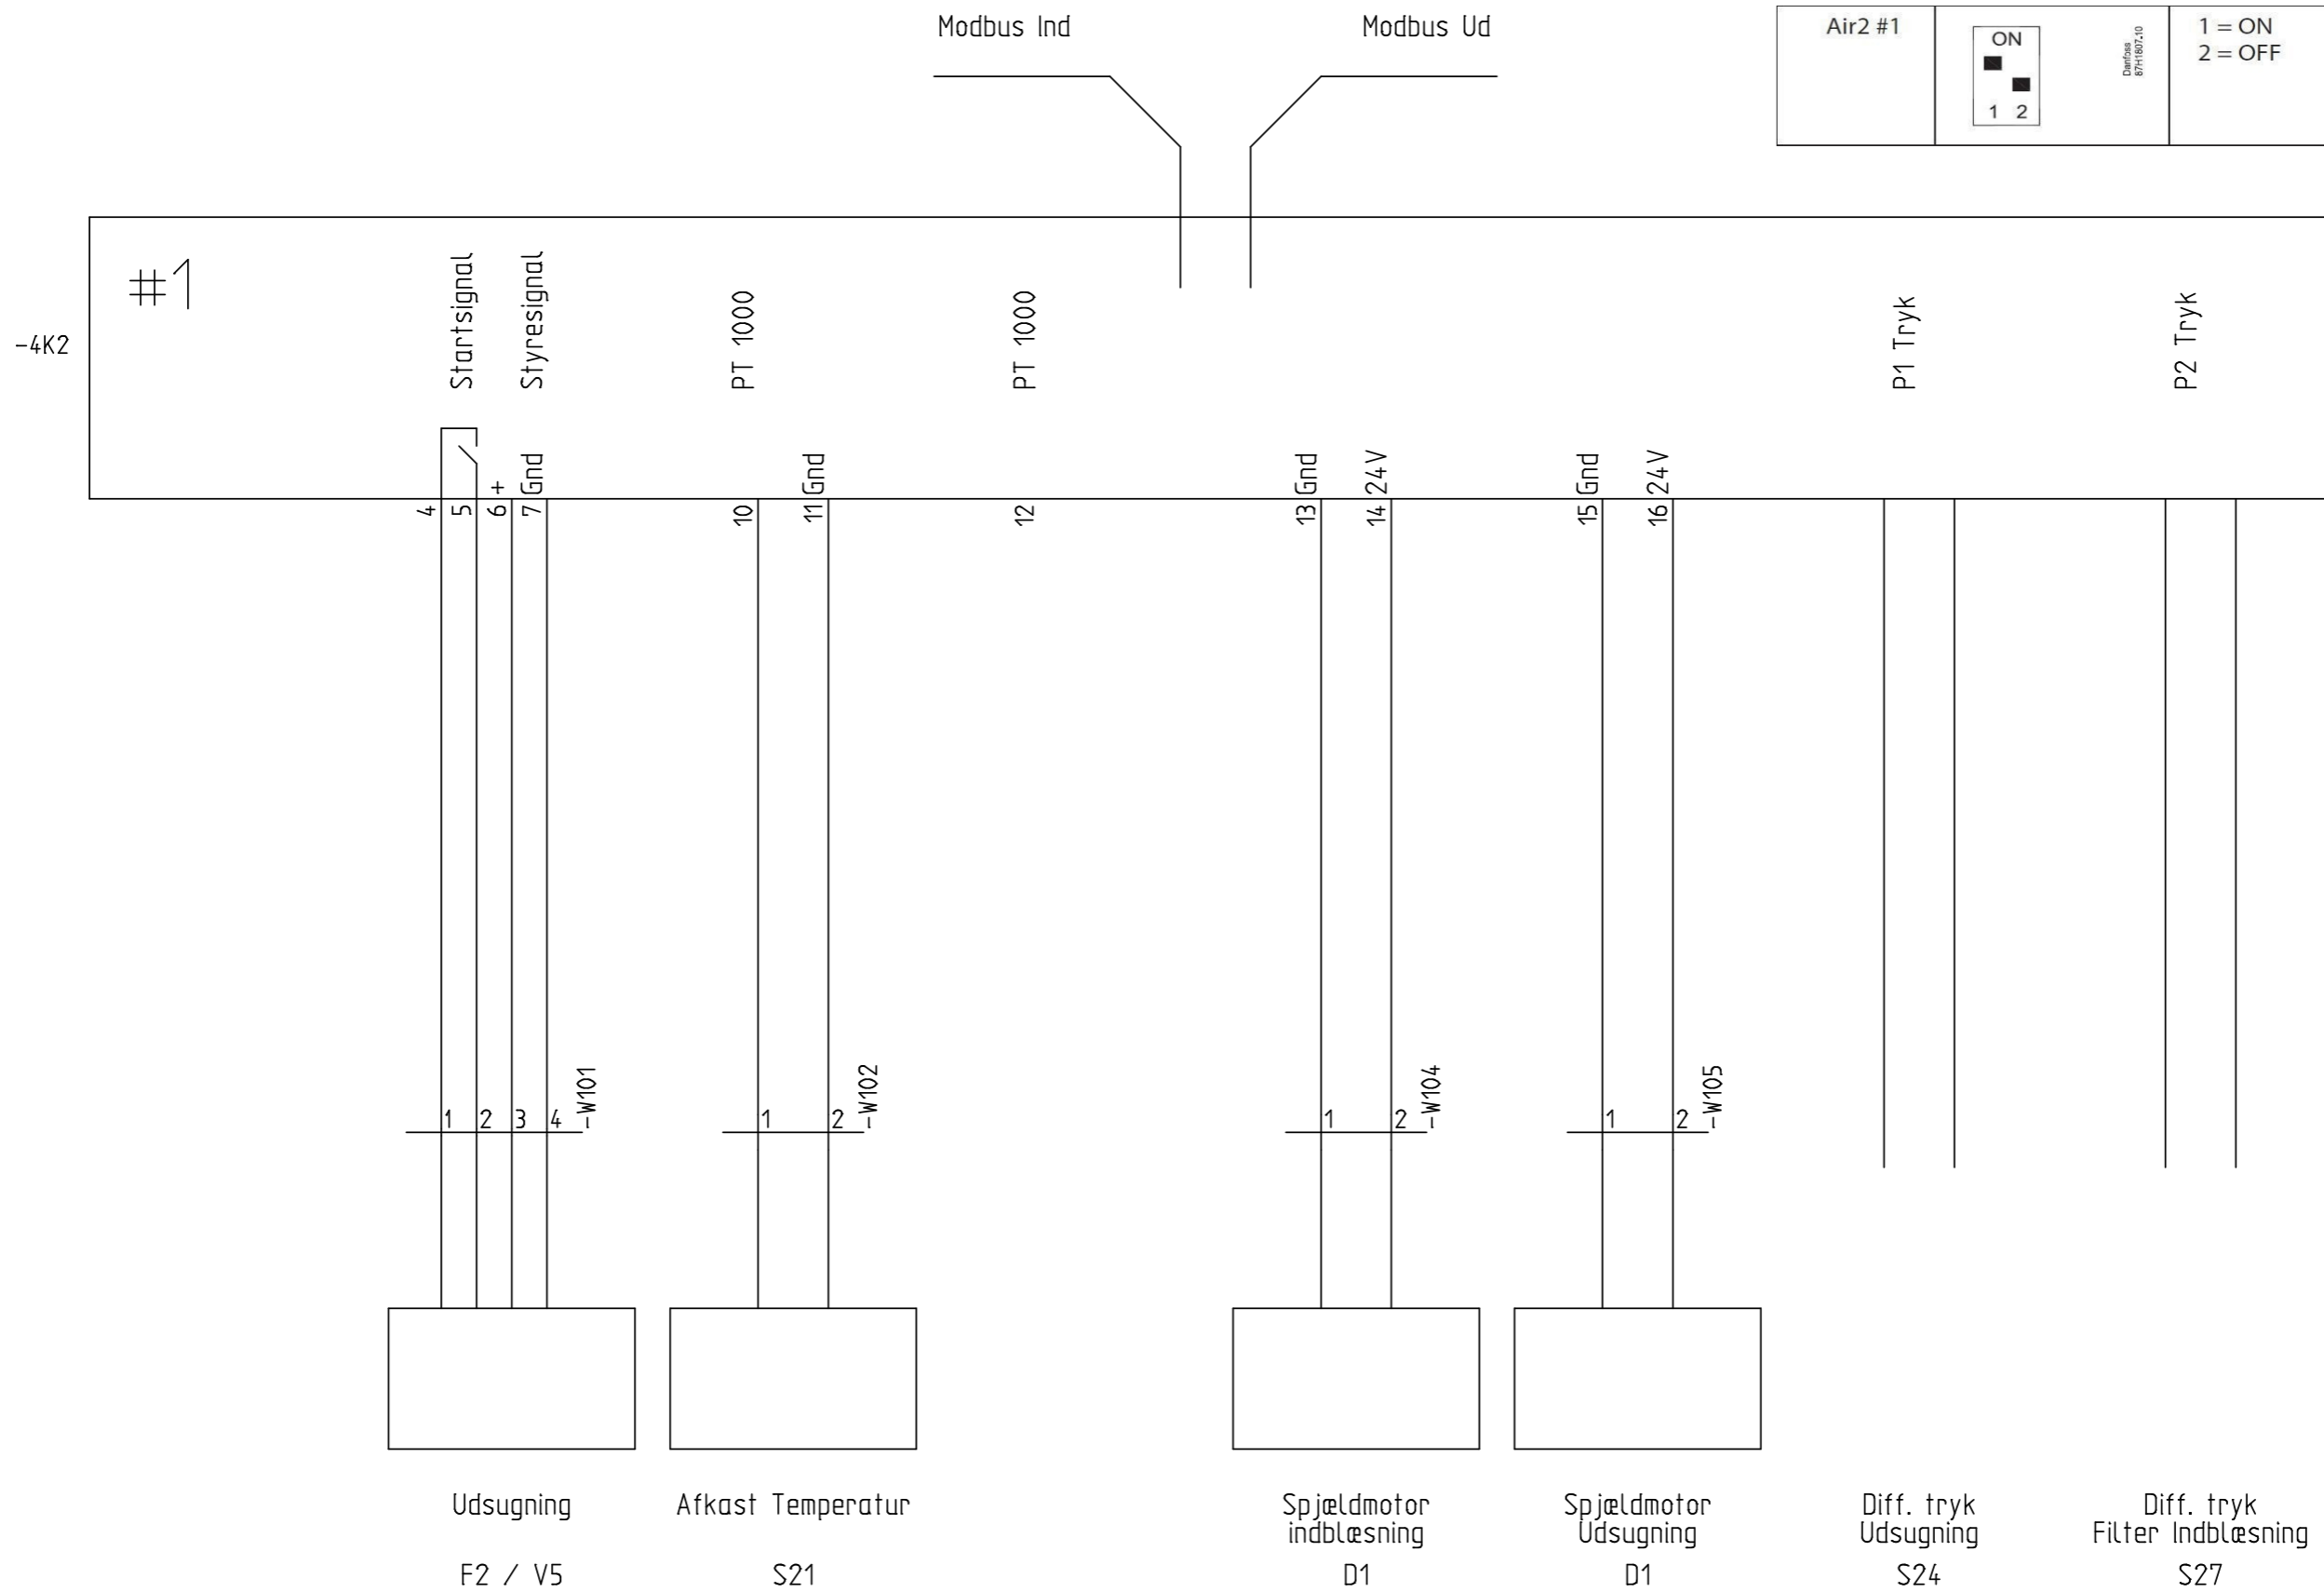 Modbus Ind
Modbus Ud
Air2 #1
ON
1 2
Danfoss
87H1807.10
1 = ON
2 = OFF
#1
-4K2
Startsignal
Styresignal
PT 1000
PT 1000
P1 Tryk
P2 Tryk
+
Gnd
Gnd
Gnd
24V
Gnd
24V
4
5
6
7
10
11
12
13
14
15
16
1 2 3 4
-W101
1 2
-W102
1 2
-W104
1 2
-W105
Udsugning
F2 / V5
Afkast Temperatur
S21
Spjældmotor
indblæsning
D1
Spjældmotor
Udsugning
D1
Diff. tryk
Udsugning
S24
Diff. tryk
Filter Indblæsning
S27